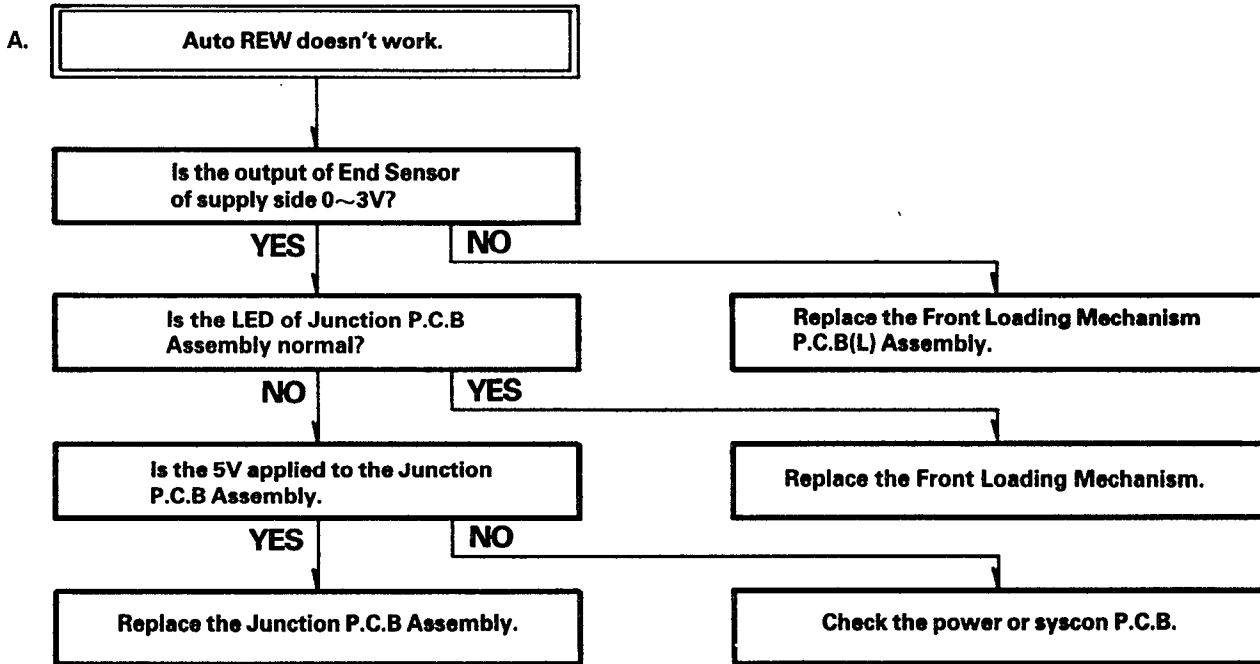 A.
Auto REW doesn't work.
Is the output of End Sensor
of supply side 0~3V?
YES
NO
Is the LED of Junction P.C.B
Assembly normal?
Replace the Front Loading Mechanism
P.C.B(L) Assembly.
NO
YES
Is the 5V applied to the Junction
P.C.B Assembly.
Replace the Front Loading Mechanism.
YES
NO
Replace the Junction P.C.B Assembly.
Check the power or syscon P.C.B.